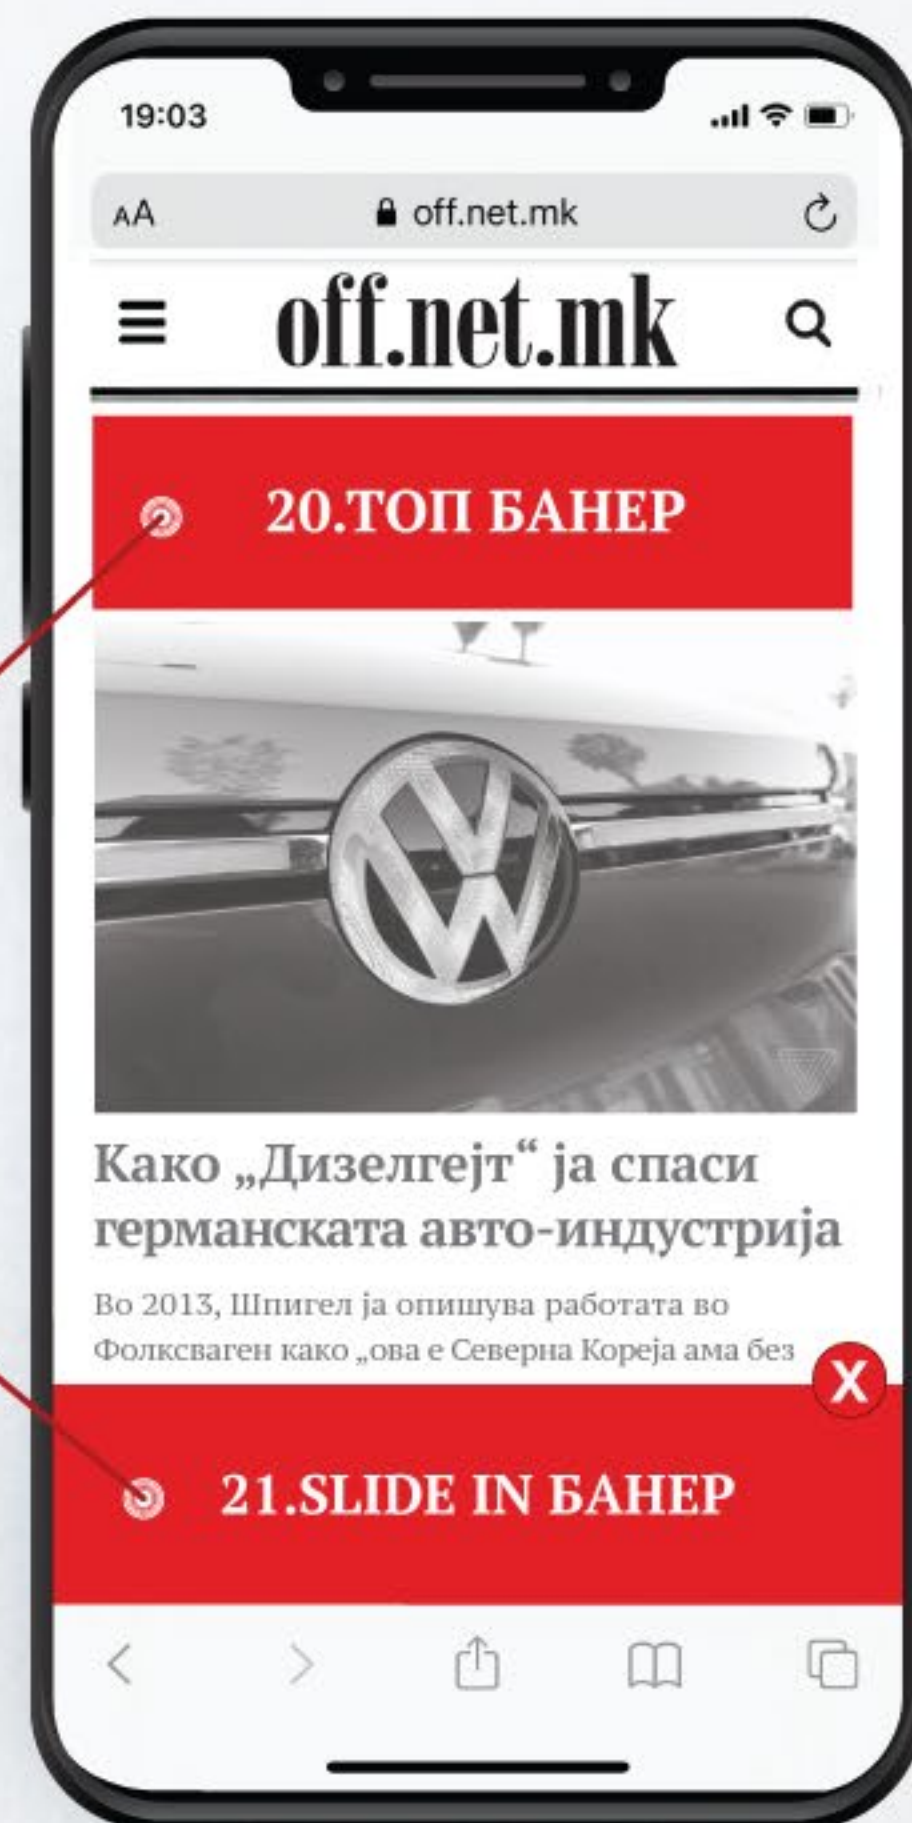 19:03
AA off.net.mk
off.net.mk
20.ТОП БАНЕР
Како „Дизелгејт“ ја спаси
германската авто-индустрија
Во 2013, Шпигел ја опишува работата во
Фолксваген како „ова е Северна Кореја ама без
X
21.SLIDE IN БАНЕР